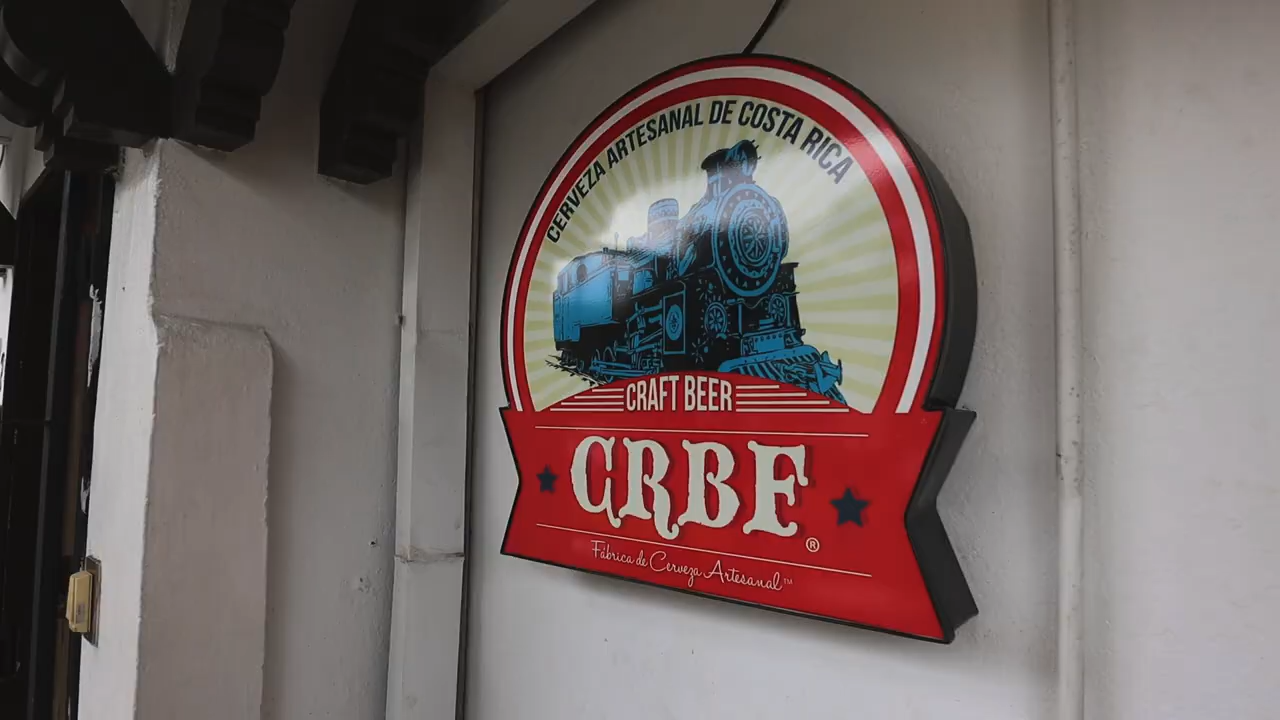 CERVEZA ARTESANAL DE COSTA RICA
CRAFT BEER
CRBF
®
Fábrica de Cerveza Artesanal™